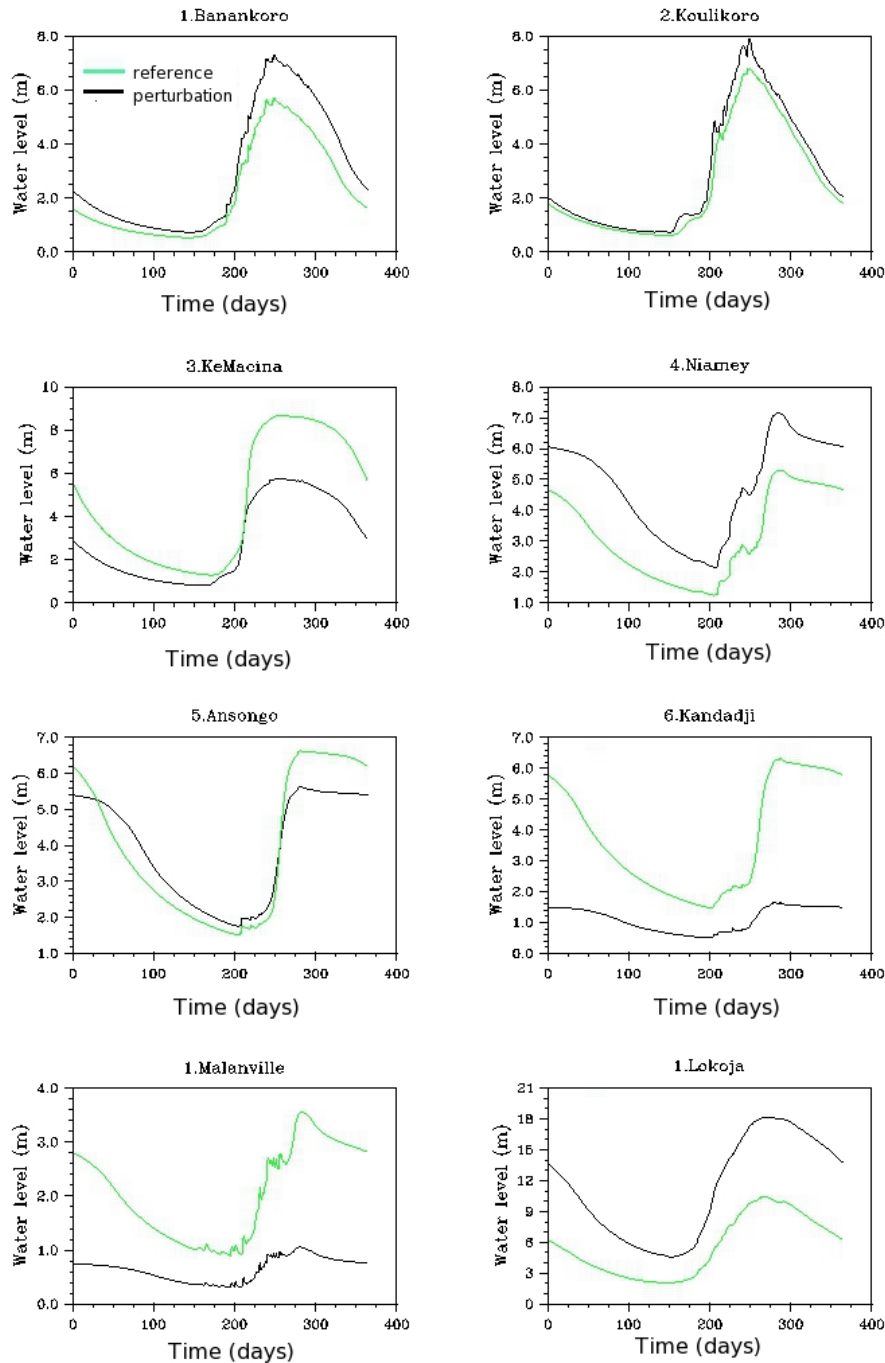 1.Banankoro
Water level (m)
8.0
6.0
4.0
2.0
0.0
reference
perturbation
0 100 200 300 400
Time (days)
2.Koulikoro
Water level (m)
8.0
6.0
4.0
2.0
0.0
0 100 200 300 400
Time (days)
3.KeMacina
Water level (m)
10
8
6
4
2
0
0 100 200 300 400
Time (days)
4.Niamey
Water level (m)
8.0
7.0
6.0
5.0
4.0
3.0
2.0
1.0
0 100 200 300 400
Time (days)
5.Ansongo
Water level (m)
7.0
6.0
5.0
4.0
3.0
2.0
1.0
0 100 200 300 400
Time (days)
6.Kandadji
Water level (m)
7.0
6.0
5.0
4.0
3.0
2.0
1.0
0.0
0 100 200 300 400
Time (days)
1.Malanville
Water level (m)
4.0
3.0
2.0
1.0
0.0
0 100 200 300 400
Time (days)
1.Lokoja
Water level (m)
21
18
15
12
9
6
3
0
0 100 200 300 400
Time (days)